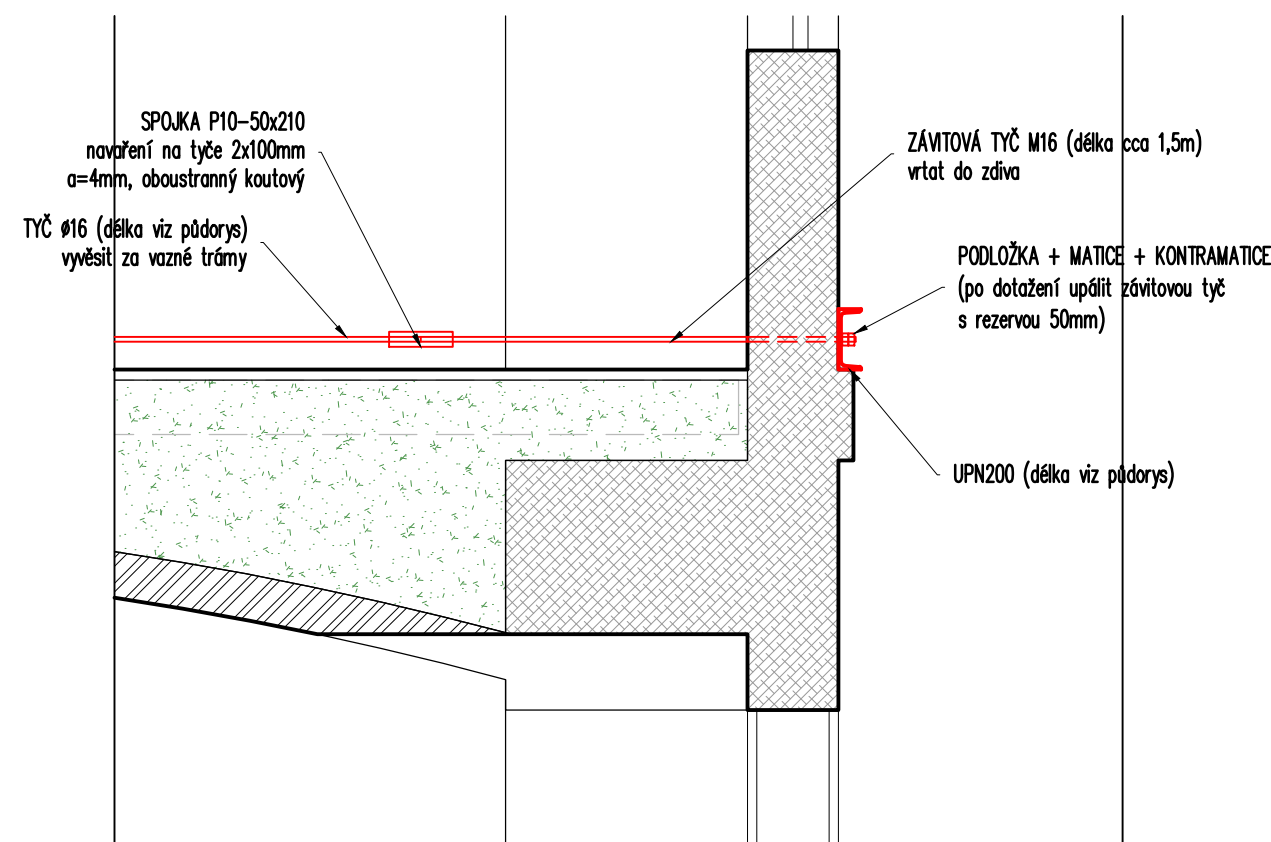 SPOJKA P10-50x210
navaření na tyče 2x100mm
a=4mm, oboustranný koutový
TYČ ø16 (délka viz půdorys)
vyvěsit za vazné trámy
ZÁVITOVÁ TYČ M16 (délka cca 1,5m)
vrtat do zdiva
PODLOŽKA + MATICE + KONTRAMATICE
(po dotažení upálit závitovou tyč
s rezervou 50mm)
UPN200 (délka viz půdorys)